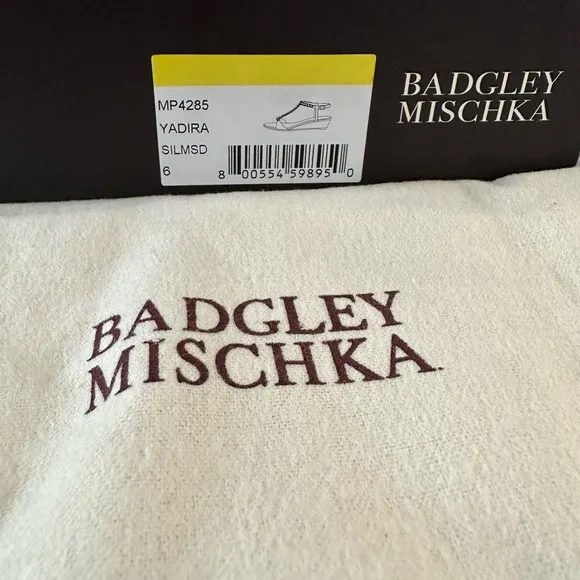 MP4285
YADIRA
SILMSD
6
8 00554 59895 0
BADGLEY
MISCHKA
BADGLEY
MISCHKA.